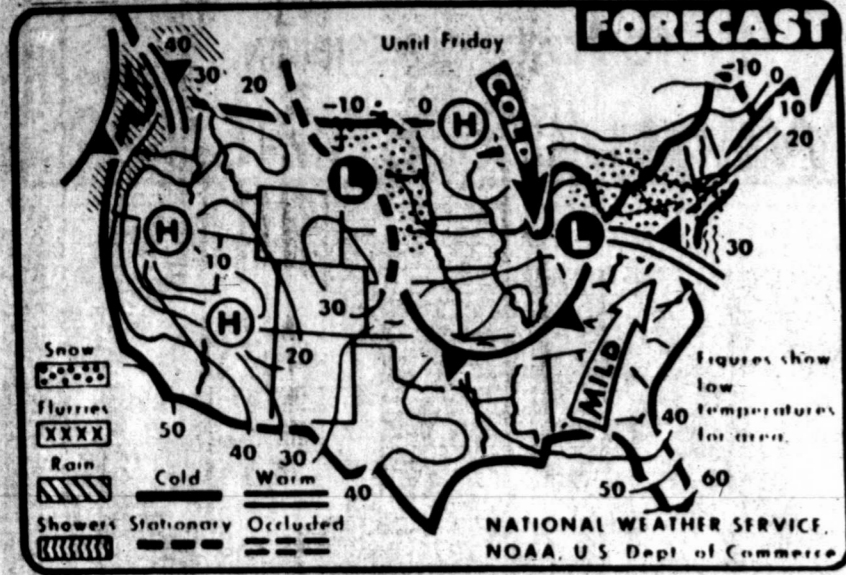 FORECAST
Until Friday
40
30
20
-10
0
H
COLD
-10
0
10
20
L
H
10
L
30
30
H
20
MILD
Figures show
low
temperatures
for area.
Snow
Flurries
XXXX
Rain
Showers
50
40
30
40
40
50
60
Cold
Warm
Stationary
Occluded
NATIONAL WEATHER SERVICE,
NOAA, U S Dept. of Commerce